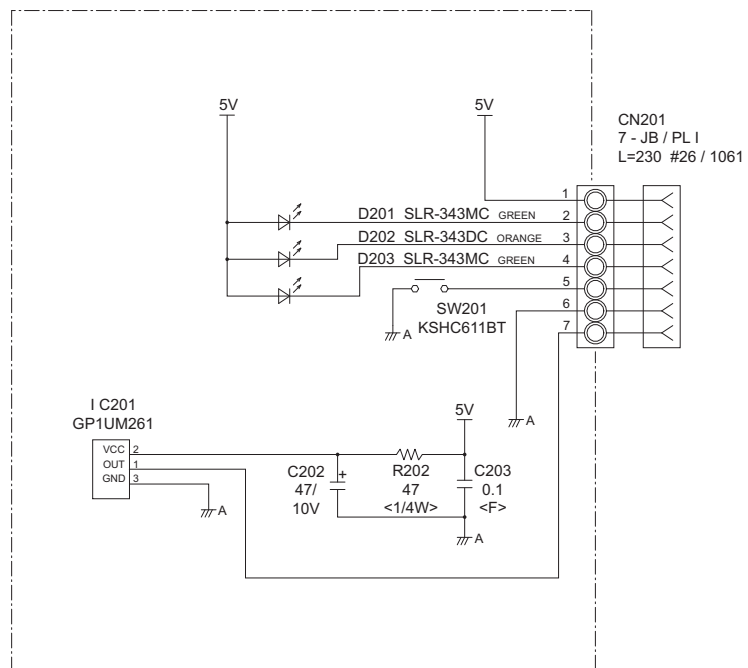 5V
5V
CN201
7 - JB / PL I
L=230 #26 / 1061
1
D201 SLR-343MC GREEN 2
D202 SLR-343DC ORANGE 3
D203 SLR-343MC GREEN 4
5
SW201
KSHC611BT
A
6
7
A
I C201
GP1UM261
VCC 2
OUT 1
GND 3
A
5V
C202
47/
10V
+
R202
47
<1/4W>
C203
0.1
<F>
A